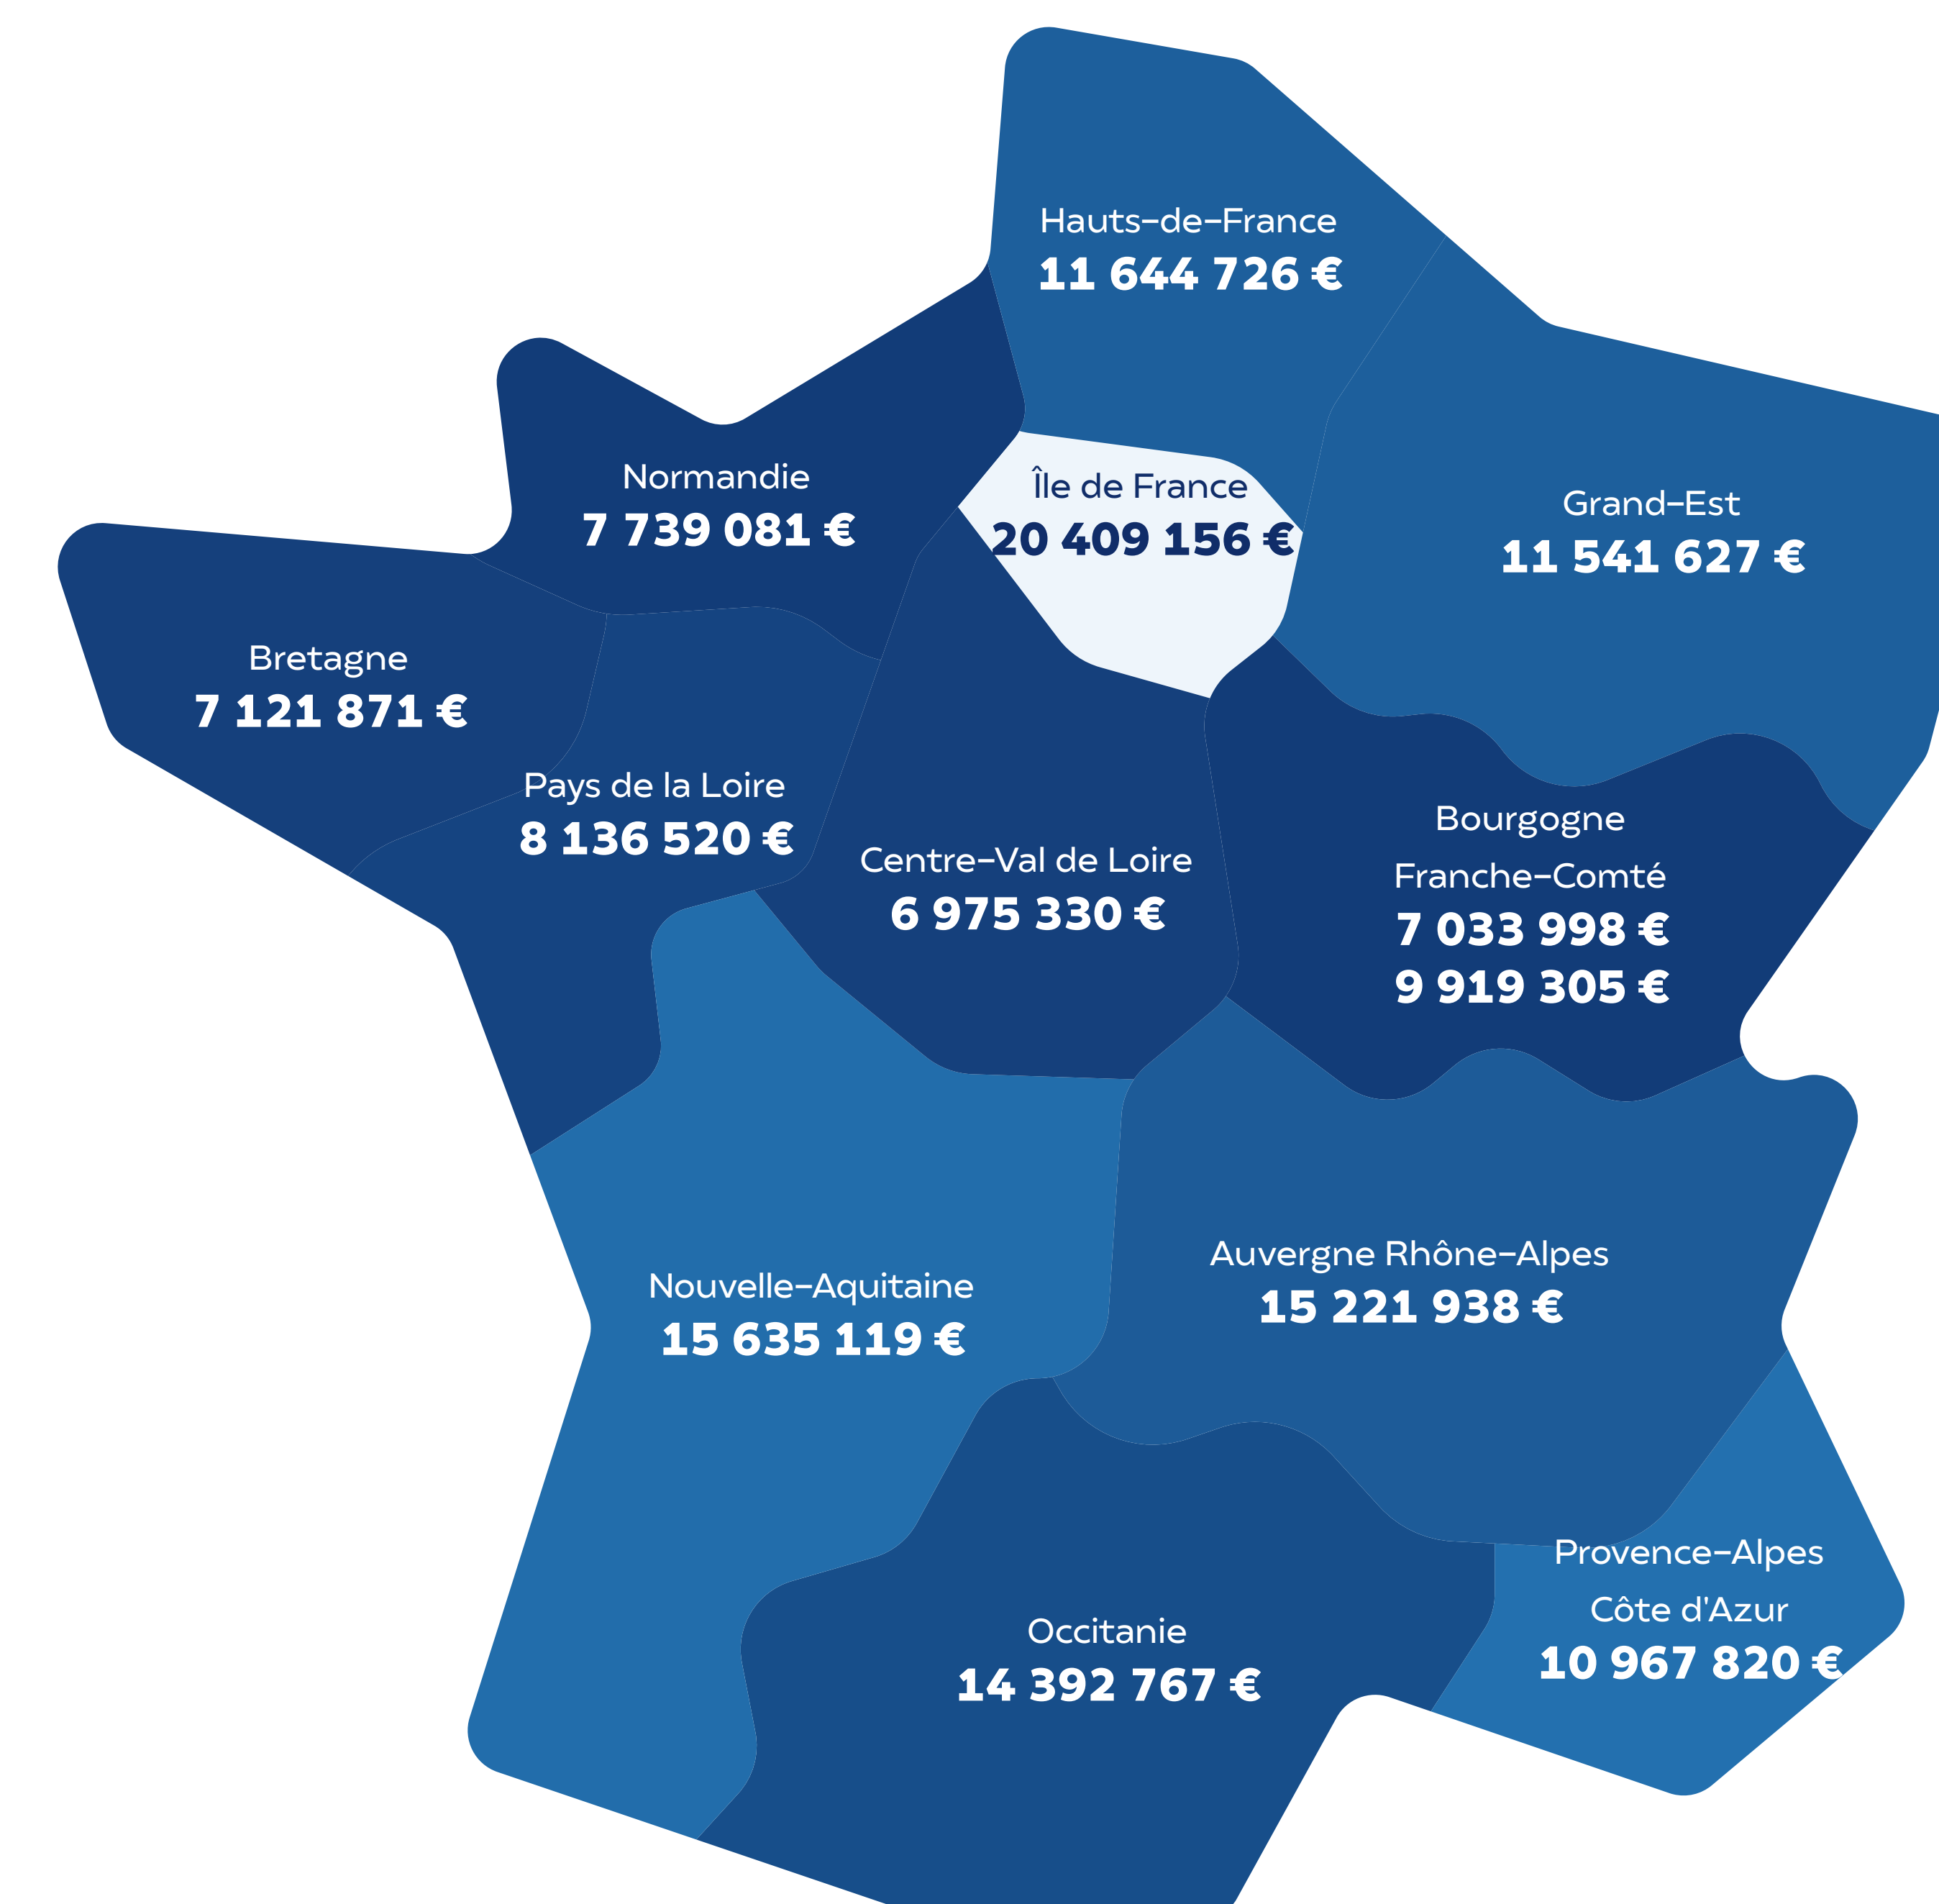 Hauts-de-France
11 644 726 €
Normandie
7 739 081 €
Île de France
20 409 156 €
Grand-Est
11 541 627 €
Bretagne
7 121 871 €
Pays de la Loire
8 136 520 €
Centre-Val de Loire
6 975 330 €
Bourgogne
Franche-Comté
7 033 998 €
9 919 305 €
Auvergne Rhône-Alpes
15 221 938 €
Nouvelle-Aquitaine
15 635 119 €
Provence-Alpes
Côte d'Azur
10 967 820 €
Occitanie
14 392 767 €